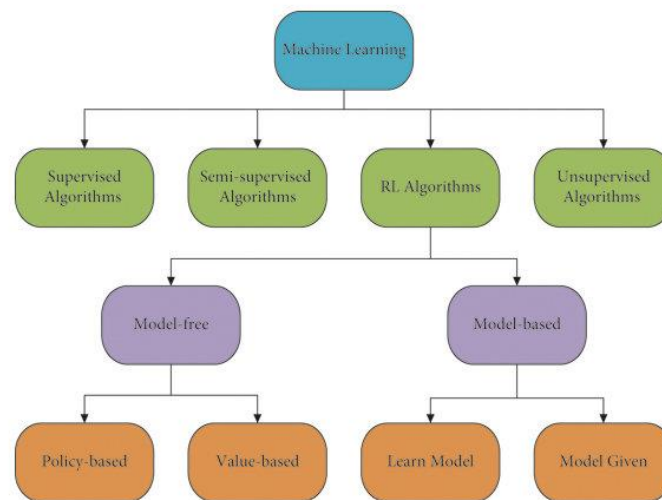 Machine Learning
Supervised
Algorithms
Semi-supervised
Algorithms
RL Algorithms
Unsupervised
Algorithms
Model-free
Model-based
Policy-based
Value-based
Learn Model
Model Given